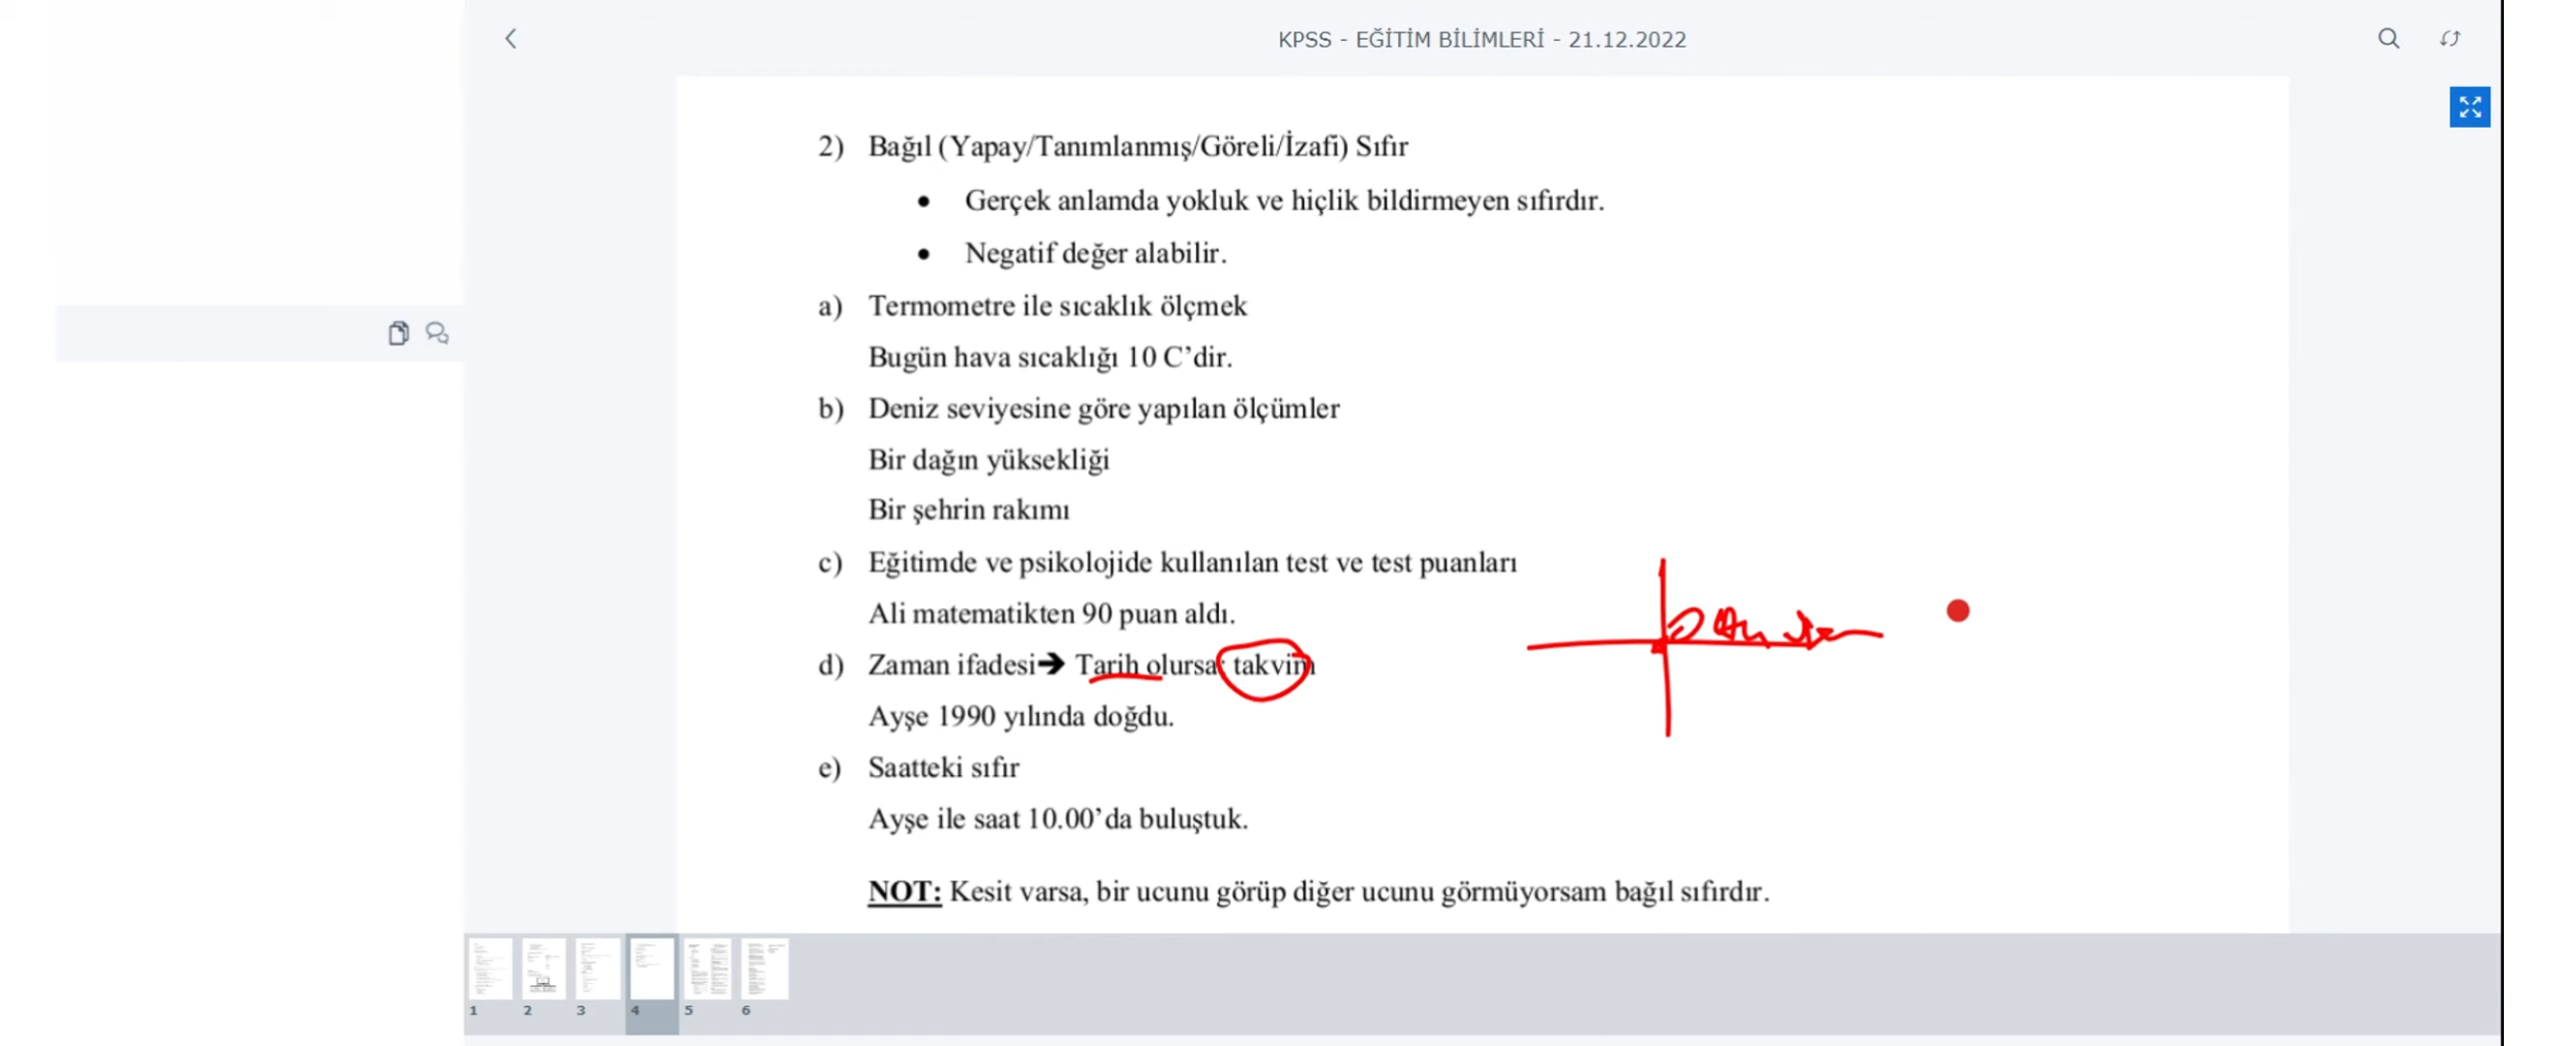 KPSS - EĞİTİM BİLİMLERİ - 21.12.2022
2) Bağıl (Yapay/Tanımlanmış/Göreli/İzafi) Sıfır
• Gerçek anlamda yokluk ve hiçlik bildirmeyen sıfırdır.
• Negatif değer alabilir.
a) Termometre ile sıcaklık ölçmek
Bugün hava sıcaklığı 10 C’dir.
b) Deniz seviyesine göre yapılan ölçümler
Bir dağın yüksekliği
Bir şehrin rakımı
c) Eğitimde ve psikolojide kullanılan test ve test puanları
Ali matematikten 90 puan aldı.
d) Zaman ifadesi➔ Tarih olursa: takvim
Ayşe 1990 yılında doğdu.
e) Saatteki sıfır
Ayşe ile saat 10.00’da buluştuk.
NOT: Kesit varsa, bir ucunu görüp diğer ucunu görmüyorsam bağıl sıfırdır.
1 2 3 4 5 6